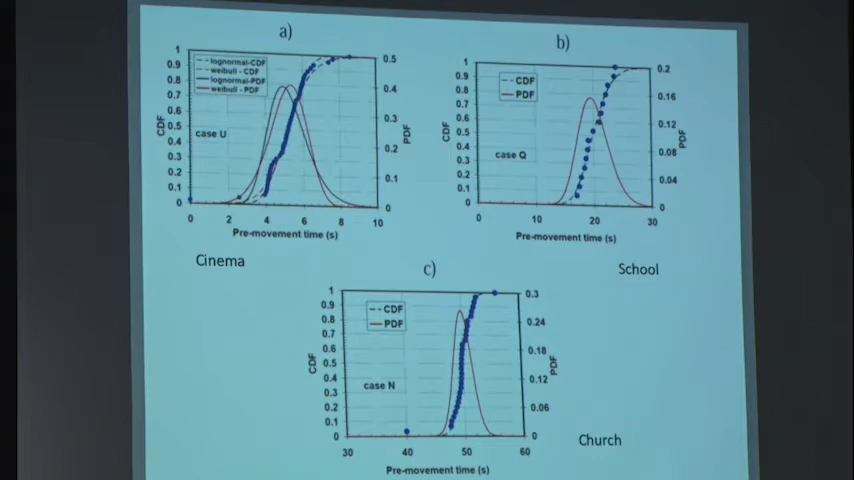 a)
lognormal-CDF
weibull - CDF
lognormal-PDF
weibull - PDF
CDF
PDF
case U
1
0.9
0.8
0.7
0.6
0.5
0.4
0.3
0.2
0.1
0
0.5
0.4
0.3
0.2
0.1
0
0 2 4 6 8 10
Pre-movement time (s)
Cinema
b)
CDF
PDF
CDF
PDF
case Q
1
0.9
0.8
0.7
0.6
0.5
0.4
0.3
0.2
0.1
0
0.2
0.16
0.12
0.08
0.04
0
0 10 20 30
Pre-movement time (s)
School
c)
CDF
PDF
CDF
PDF
case N
1
0.9
0.8
0.7
0.6
0.5
0.4
0.3
0.2
0.1
0
0.3
0.24
0.18
0.12
0.06
0
30 40 50 60
Pre-movement time (s)
Church